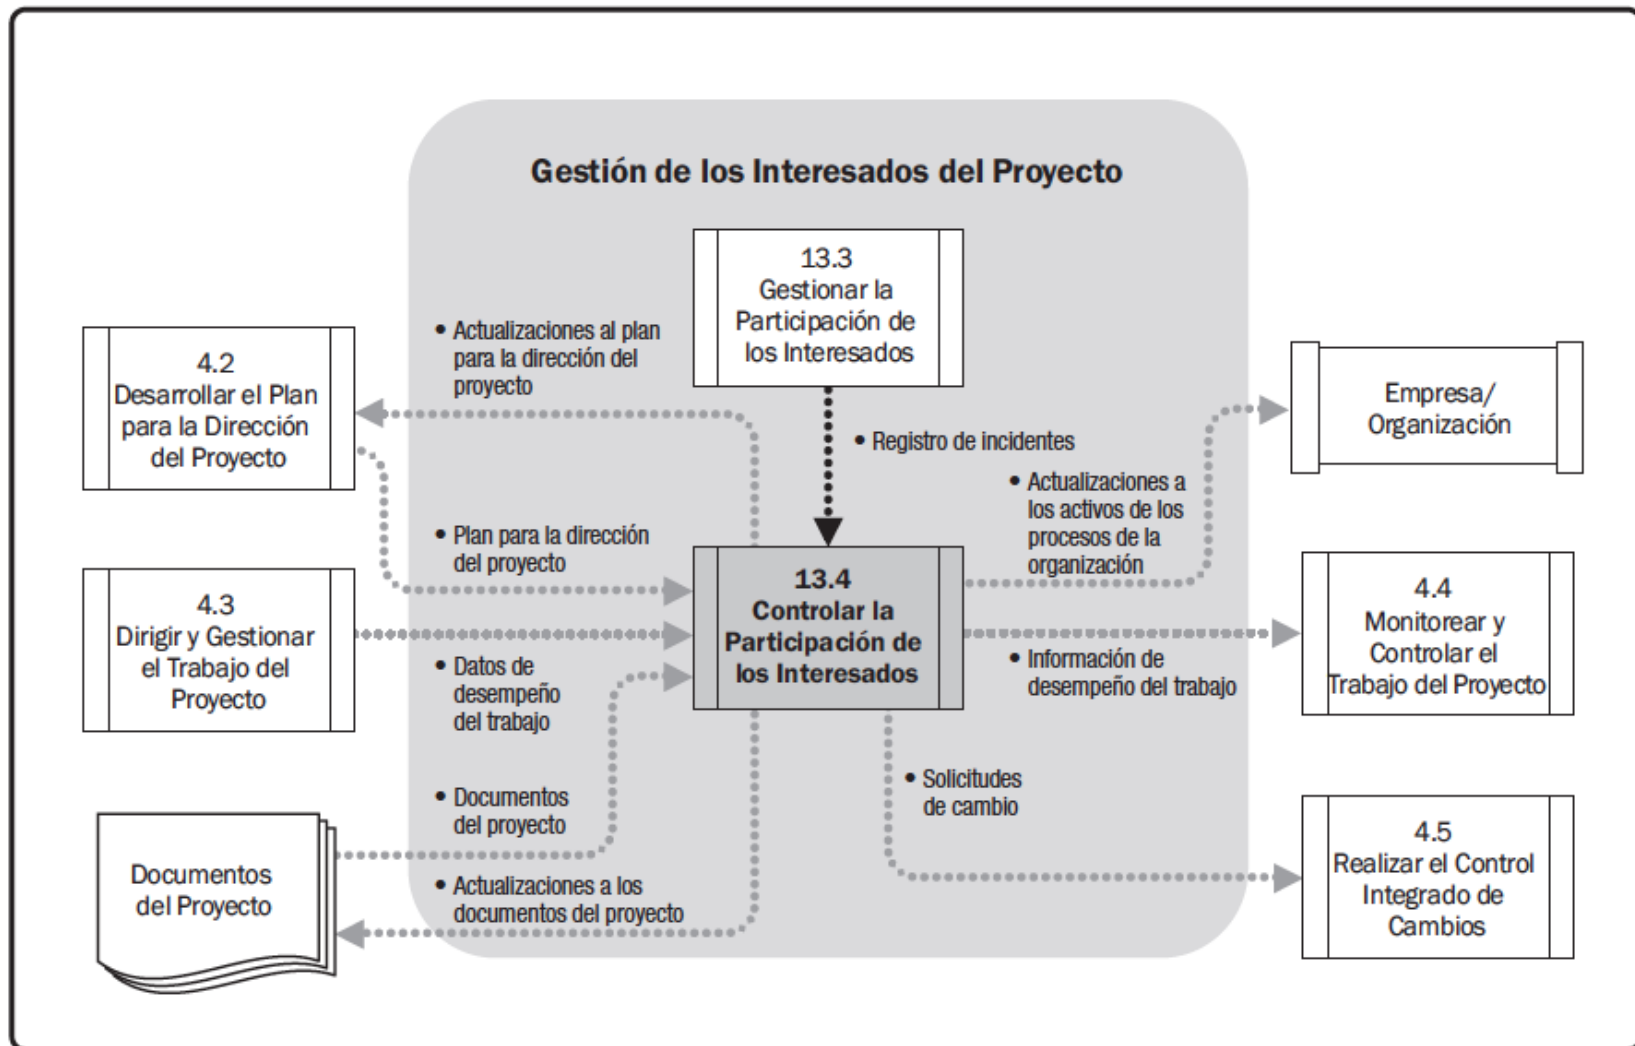 Gestión de los Interesados del Proyecto
13.3
Gestionar la
Participación de
los Interesados
• Actualizaciones al plan
para la dirección del
proyecto
4.2
Desarrollar el Plan
para la Dirección
del Proyecto
Empresa/
Organización
• Registro de incidentes
• Actualizaciones a
los activos de los
procesos de la
organización
• Plan para la dirección
del proyecto
13.4
Controlar la
Participación de
los Interesados
4.3
Dirigir y Gestionar
el Trabajo del
Proyecto
4.4
Monitorear y
Controlar el
Trabajo del Proyecto
• Datos de
desempeño
del trabajo
• Información de
desempeño del trabajo
• Solicitudes
de cambio
• Documentos
del proyecto
4.5
Realizar el Control
Integrado de
Cambios
Documentos
del Proyecto
• Actualizaciones a los
documentos del proyecto